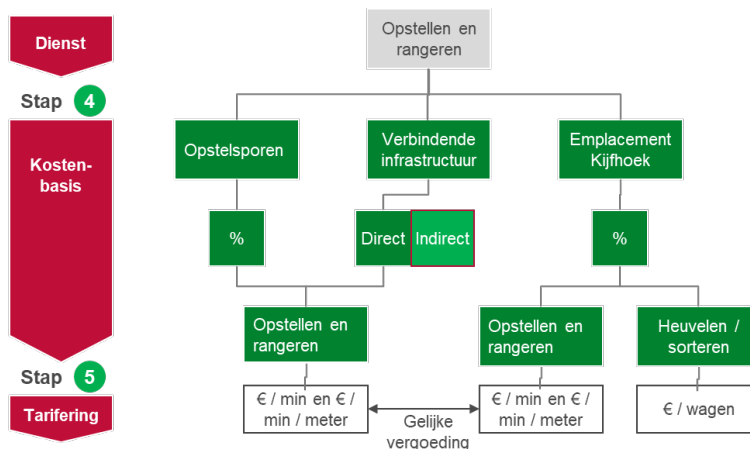 Dienst
Opstellen en
rangeren
Stap 4
Kosten-
basis
Opstelsporen
Verbindende
infrastructuur
Emplacement
Kijfhoek
%
Direct
Indirect
%
Opstellen en
rangeren
Opstellen en
rangeren
Heuvelen /
sorteren
Stap 5
Tarifering
€ / min en € /
min / meter
Gelijke
vergoeding
€ / min en € /
min / meter
€ / wagen